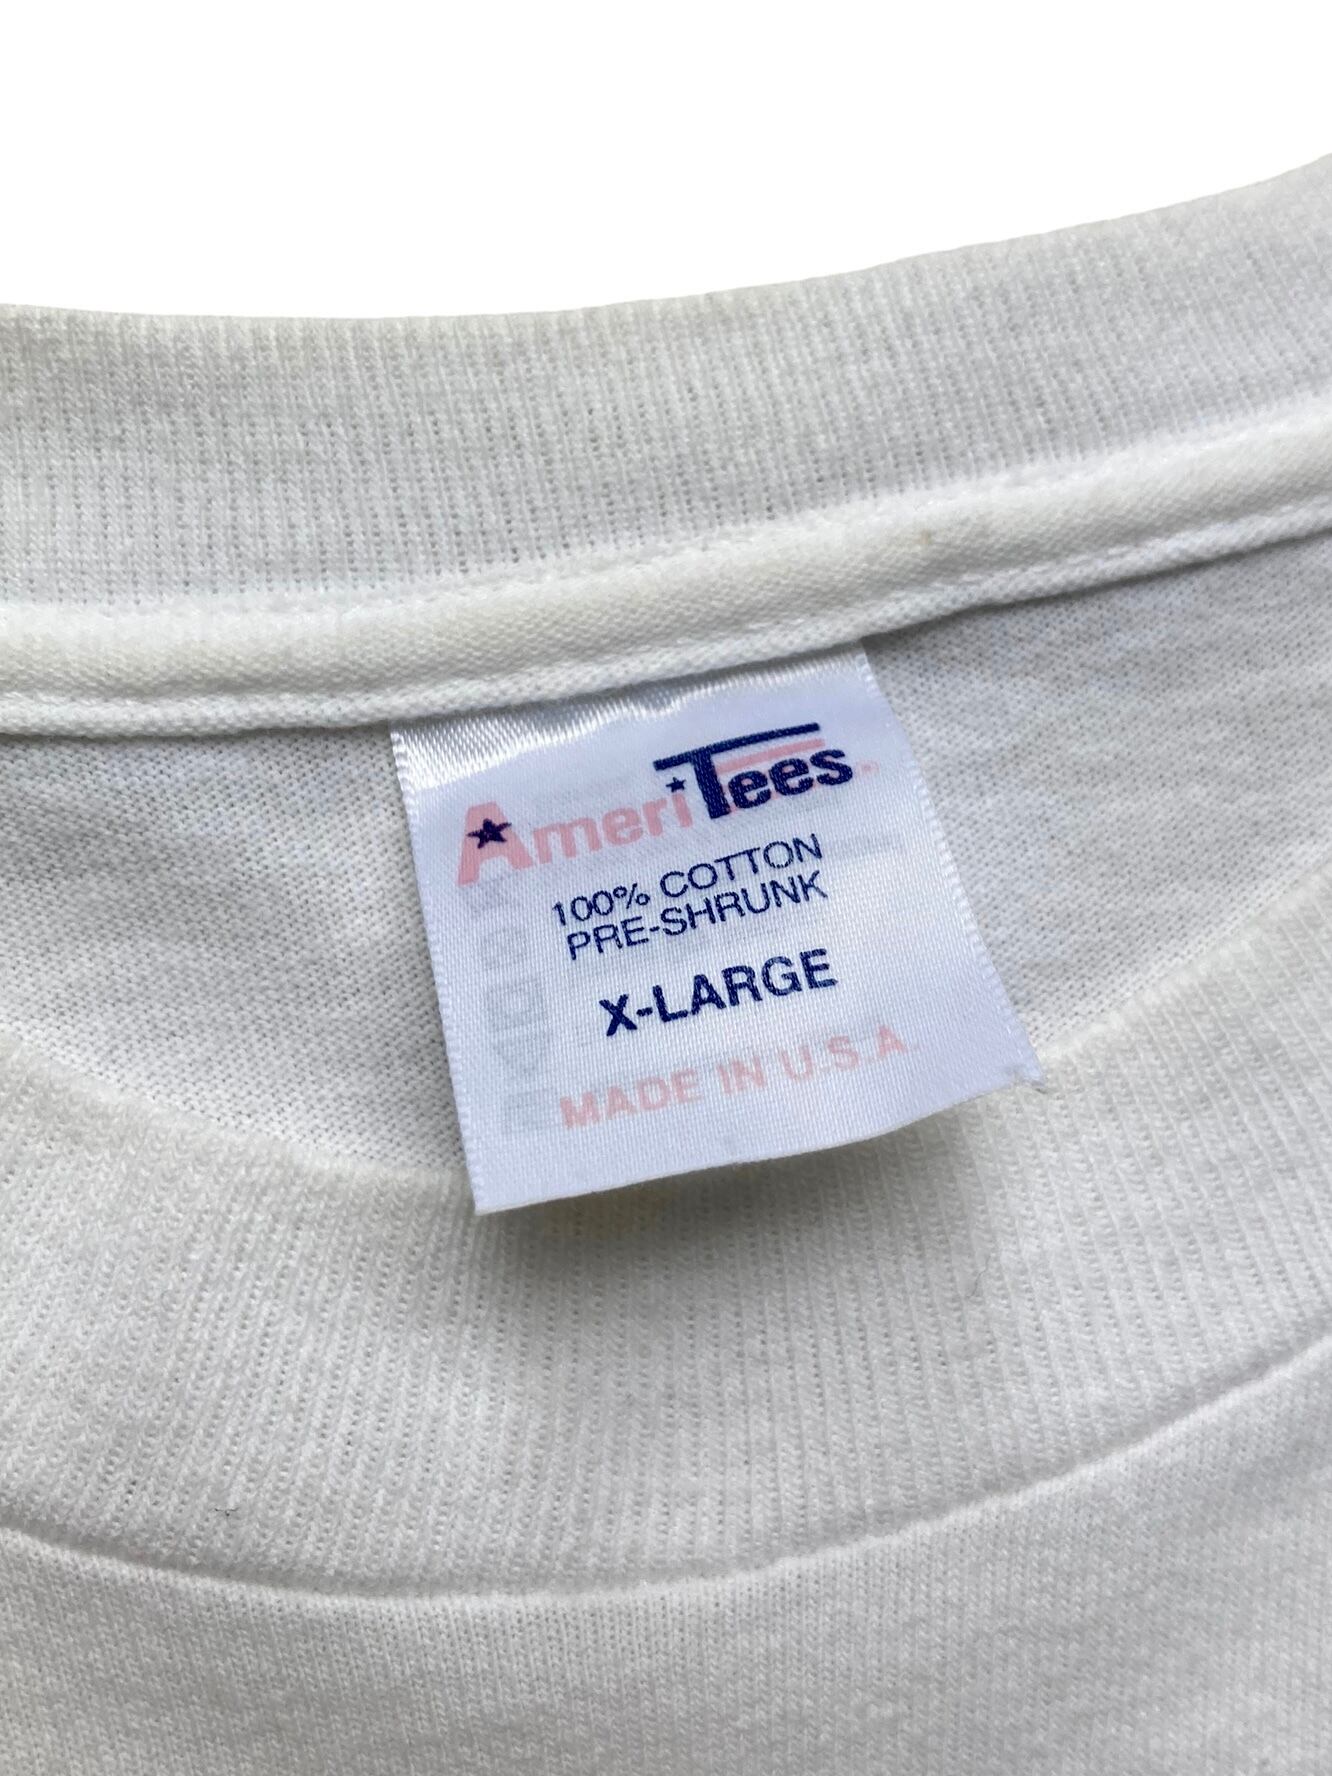 AmeriTees
100% COTTON
PRE-SHRUNK
X-LARGE
MADE IN U.S.A.